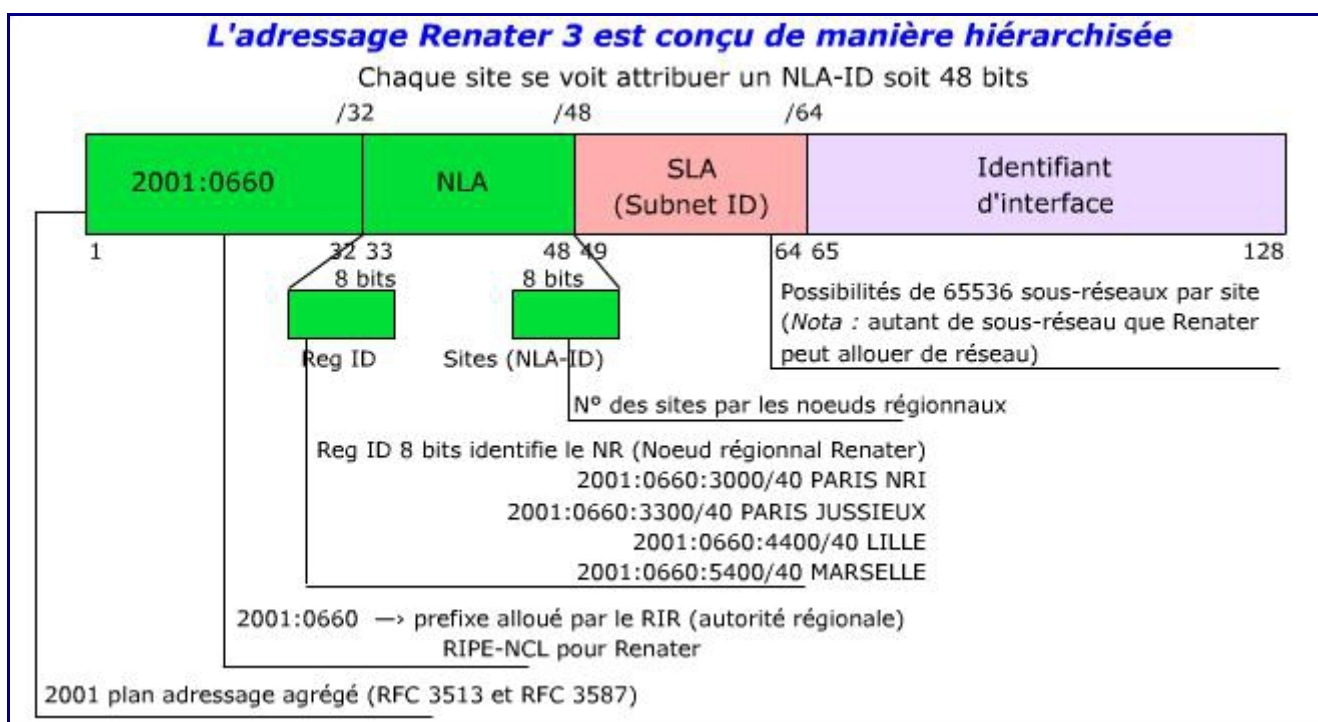 L'adressage Renater 3 est conçu de manière hiérarchisée
Chaque site se voit attribuer un NLA-ID soit 48 bits
/32 /48 /64
2001:0660 NLA SLA (Subnet ID) Identifiant d'interface
1 32 33 48 49 64 65 128
8 bits 8 bits
Reg ID Sites (NLA-ID)
Possibilités de 65536 sous-réseaux par site
(Nota : autant de sous-réseau que Renater
peut allouer de réseau)
N° des sites par les noeuds régionnaux
Reg ID 8 bits identifie le NR (Noeud régionnal Renater)
2001:0660:3000/40 PARIS NRI
2001:0660:3300/40 PARIS JUSSIEUX
2001:0660:4400/40 LILLE
2001:0660:5400/40 MARSELLE
2001:0660 —> prefixe alloué par le RIR (autorité régionale)
RIPE-NCL pour Renater
2001 plan adressage agrégé (RFC 3513 et RFC 3587)